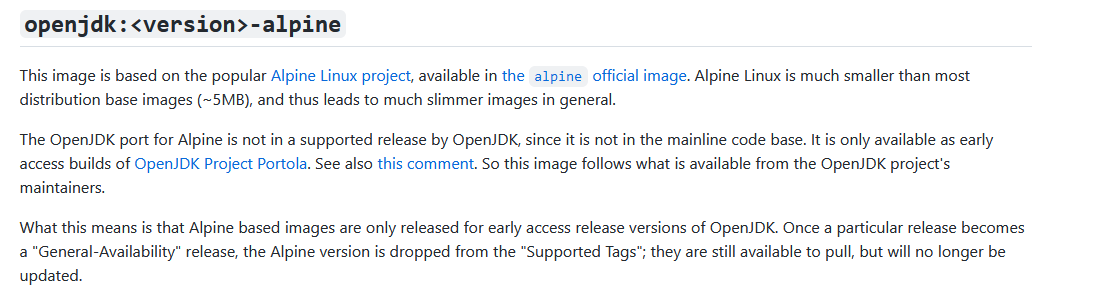 openjdk:<version>-alpine
This image is based on the popular Alpine Linux project, available in the alpine official image. Alpine Linux is much smaller than most
distribution base images (~5MB), and thus leads to much slimmer images in general.
The OpenJDK port for Alpine is not in a supported release by OpenJDK, since it is not in the mainline code base. It is only available as early
access builds of OpenJDK Project Portola. See also this comment. So this image follows what is available from the OpenJDK project's
maintainers.
What this means is that Alpine based images are only released for early access release versions of OpenJDK. Once a particular release becomes
a "General-Availability" release, the Alpine version is dropped from the "Supported Tags"; they are still available to pull, but will no longer be
updated.